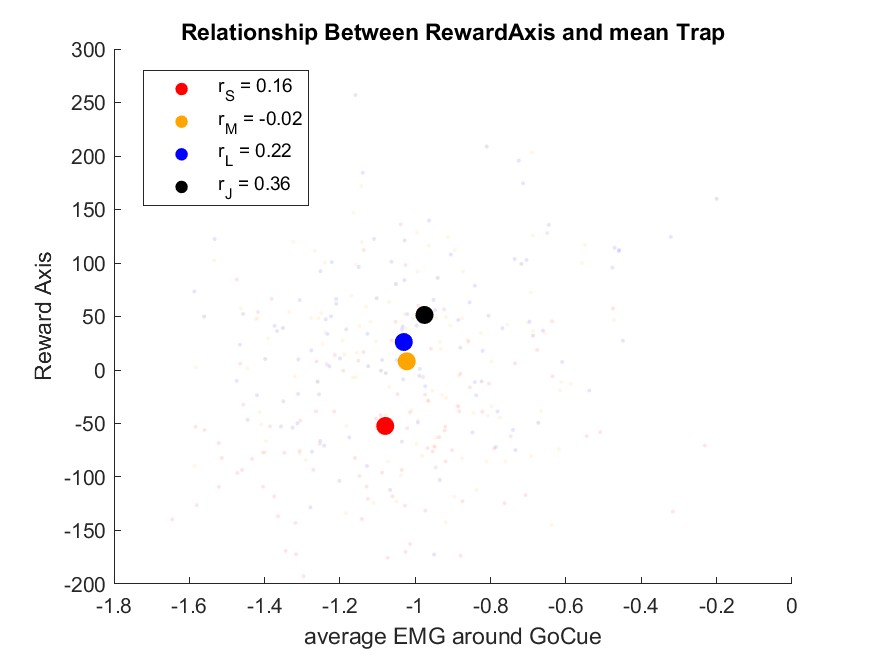 Relationship Between RewardAxis and mean Trap
300
250
200
150
100
50
0
-50
-100
-150
-200
Reward Axis
r_S = 0.16
r_M = -0.02
r_L = 0.22
r_J = 0.36
-1.8 -1.6 -1.4 -1.2 -1 -0.8 -0.6 -0.4 -0.2 0
average EMG around GoCue